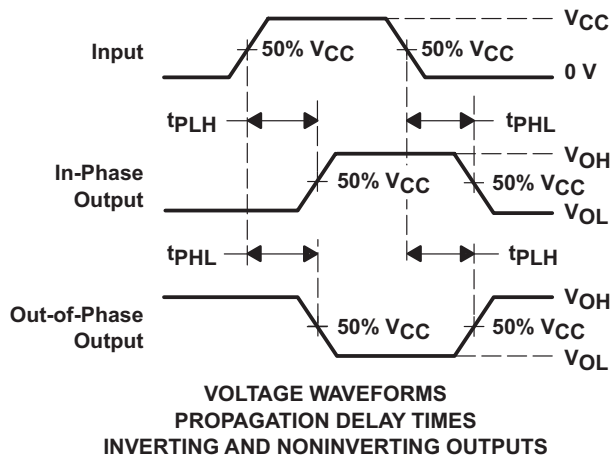 VCC
Input
50% VCC
50% VCC
0 V
tPLH
tPHL
In-Phase
Output
50% VCC
50% VCC
VOH
VOL
tPHL
tPLH
Out-of-Phase
Output
50% VCC
50% VCC
VOH
VOL
VOLTAGE WAVEFORMS
PROPAGATION DELAY TIMES
INVERTING AND NONINVERTING OUTPUTS